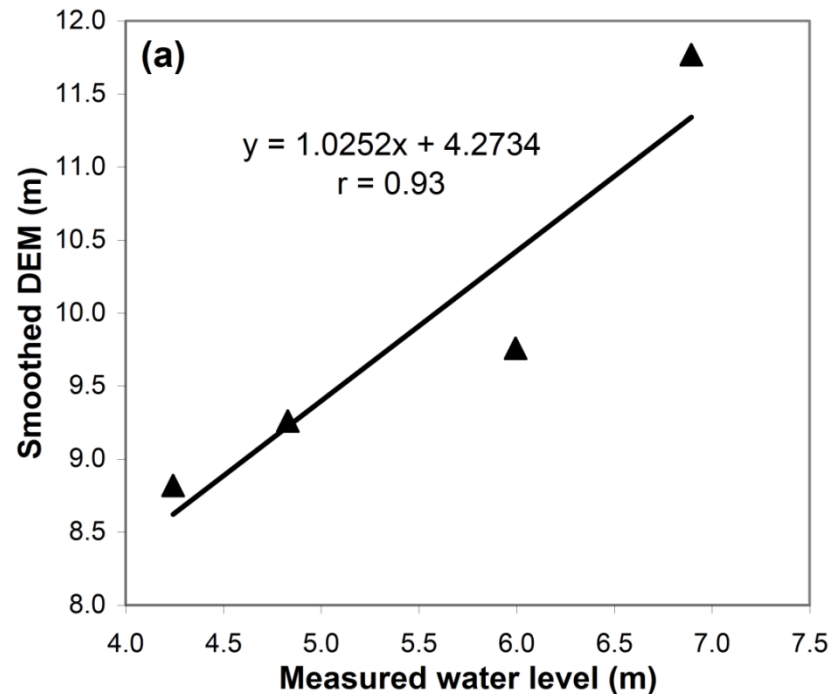 (a)
y = 1.0252x + 4.2734
r = 0.93
Smoothed DEM (m)
12.0
11.5
11.0
10.5
10.0
9.5
9.0
8.5
8.0
4.0 4.5 5.0 5.5 6.0 6.5 7.0 7.5
Measured water level (m)